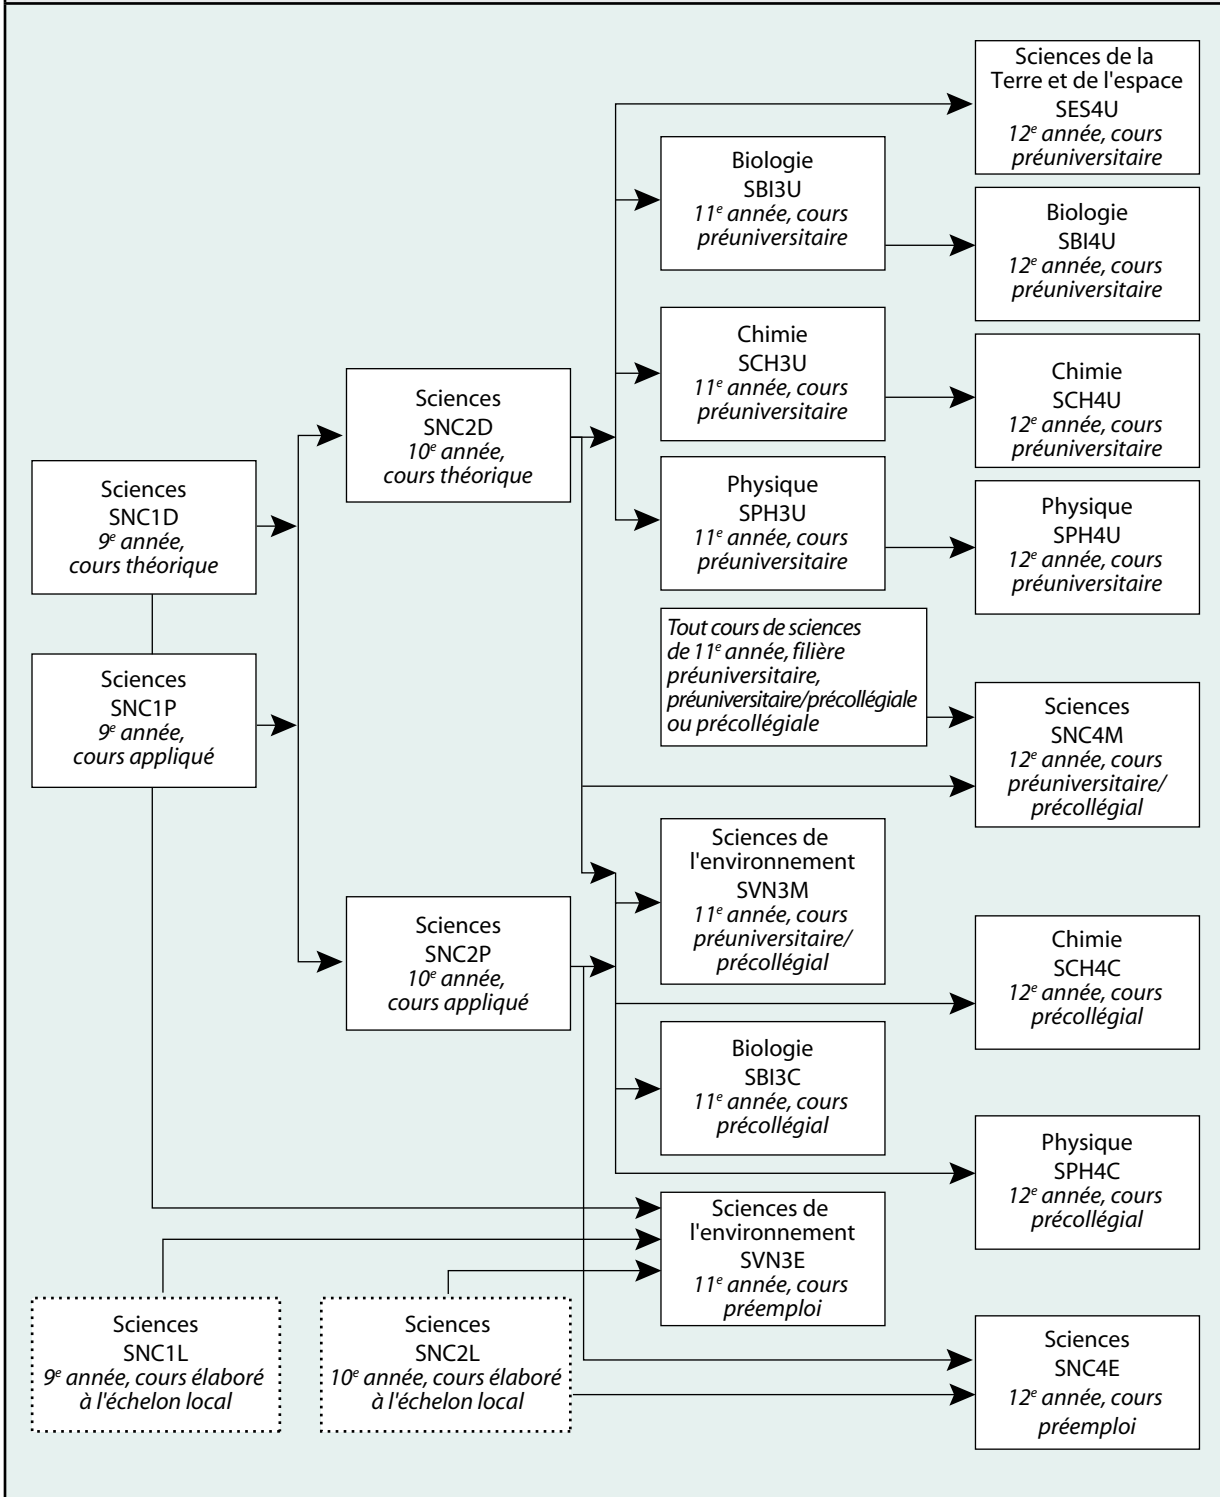 Sciences de la
Terre et de l'espace
SES4U
12e année, cours
préuniversitaire
Biologie
SBI3U
11e année, cours
préuniversitaire
Biologie
SBI4U
12e année, cours
préuniversitaire
Chimie
SCH3U
11e année, cours
préuniversitaire
Chimie
SCH4U
12e année, cours
préuniversitaire
Sciences
SNC2D
10e année,
cours théorique
Sciences
SNC1D
9e année,
cours théorique
Physique
SPH3U
11e année, cours
préuniversitaire
Physique
SPH4U
12e année, cours
préuniversitaire
Tout cours de sciences
de 11e année, filière
préuniversitaire,
préuniversitaire/précollégiale
ou précollégiale
Sciences
SNC1P
9e année,
cours appliqué
Sciences
SNC4M
12e année, cours
préuniversitaire/
précollégial
Sciences de
l'environnement
SVN3M
11e année, cours
préuniversitaire/
précollégial
Sciences
SNC2P
10e année,
cours appliqué
Chimie
SCH4C
12e année, cours
précollégial
Biologie
SBI3C
11e année, cours
précollégial
Physique
SPH4C
12e année, cours
précollégial
Sciences de
l'environnement
SVN3E
11e année, cours
préemploi
Sciences
SNC1L
9e année, cours élaboré
à l'échelon local
Sciences
SNC2L
10e année, cours élaboré
à l'échelon local
Sciences
SNC4E
12e année, cours
préemploi